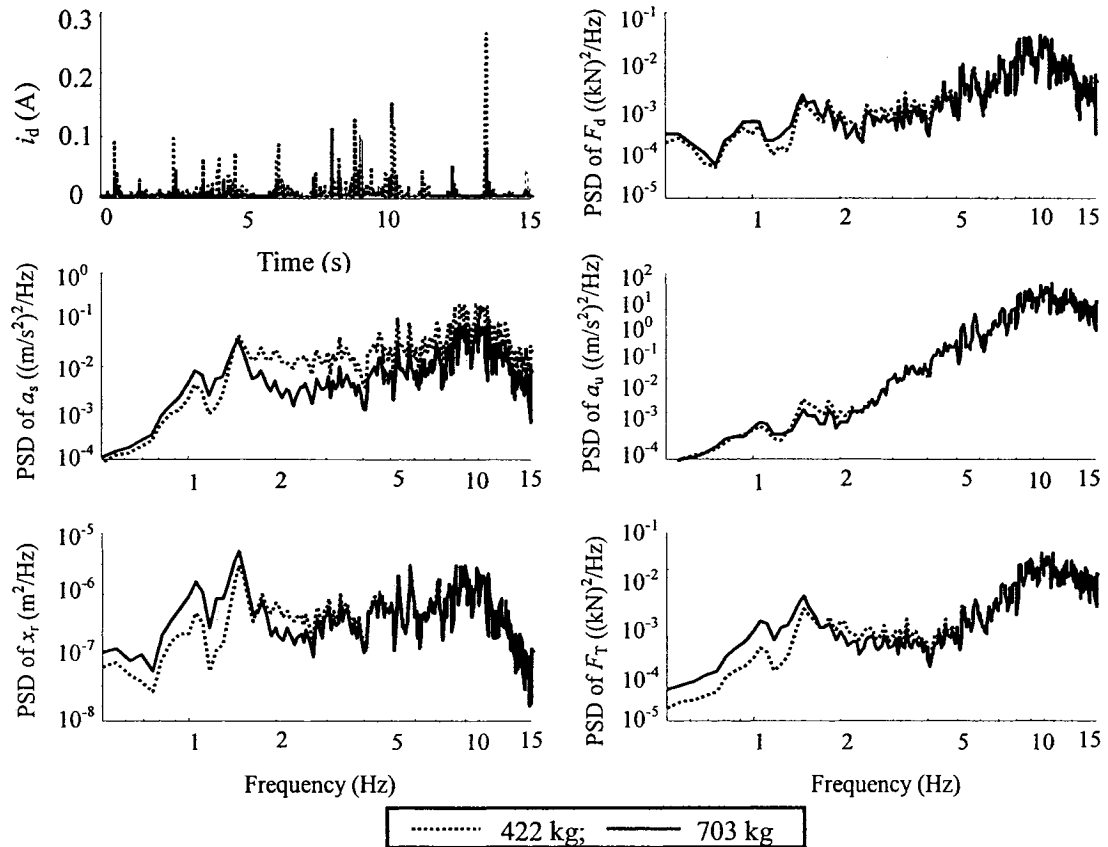 0.3
0.2
0.1
0
i_d (A)
0 5 10 15
Time (s)
10^-1
10^-2
10^-3
10^-4
10^-5
PSD of F_d ((kN)^2/Hz)
1 2 5 10 15
10^0
10^-1
10^-2
10^-3
10^-4
PSD of a_s ((m/s^2)^2/Hz)
1 2 5 10 15
10^2
10^1
10^0
10^-1
10^-2
10^-3
10^-4
PSD of a_u ((m/s^2)^2/Hz)
1 2 5 10 15
10^-5
10^-6
10^-7
10^-8
PSD of x_r (m^2/Hz)
1 2 5 10 15
Frequency (Hz)
10^-1
10^-2
10^-3
10^-4
10^-5
PSD of F_T ((kN)^2/Hz)
1 2 5 10 15
Frequency (Hz)
422 kg; 703 kg